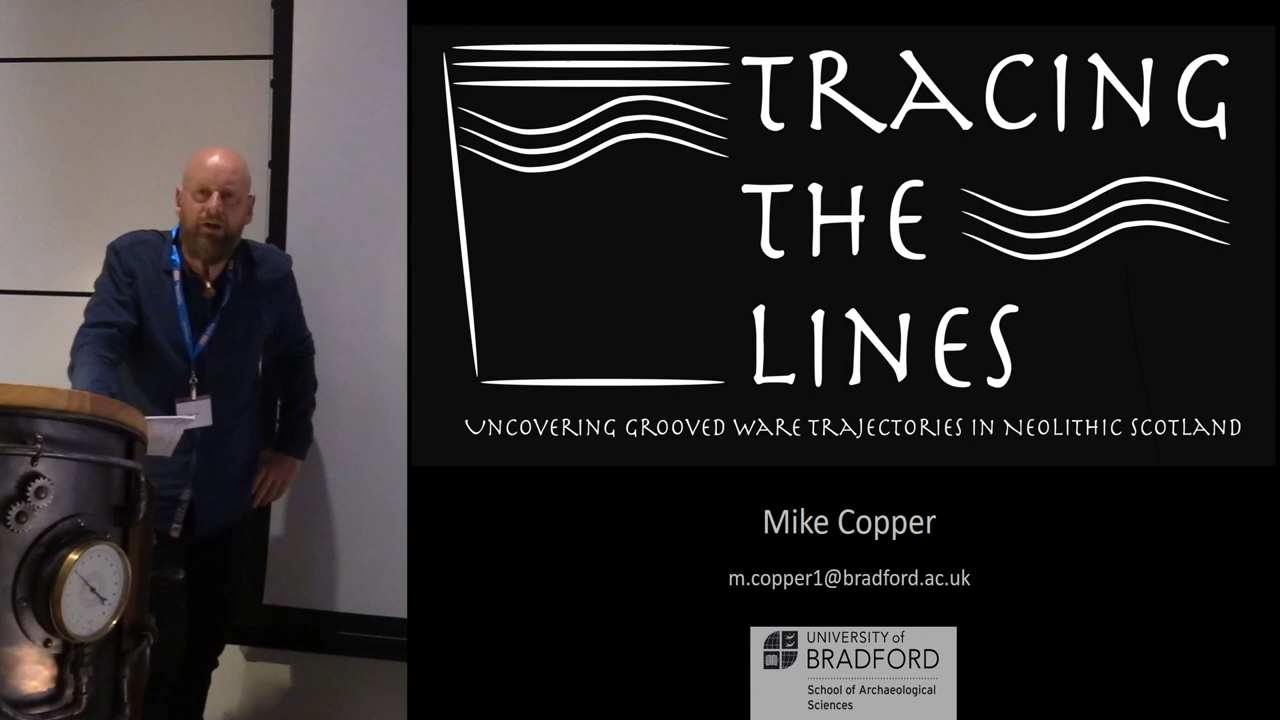 TRACING
THE
LINES
UNCOVERING GROOVED WARE TRAJECTORIES IN NEOLITHIC SCOTLAND
Mike Copper
m.copper1@bradford.ac.uk
UNIVERSITY of
BRADFORD
School of Archaeological
Sciences